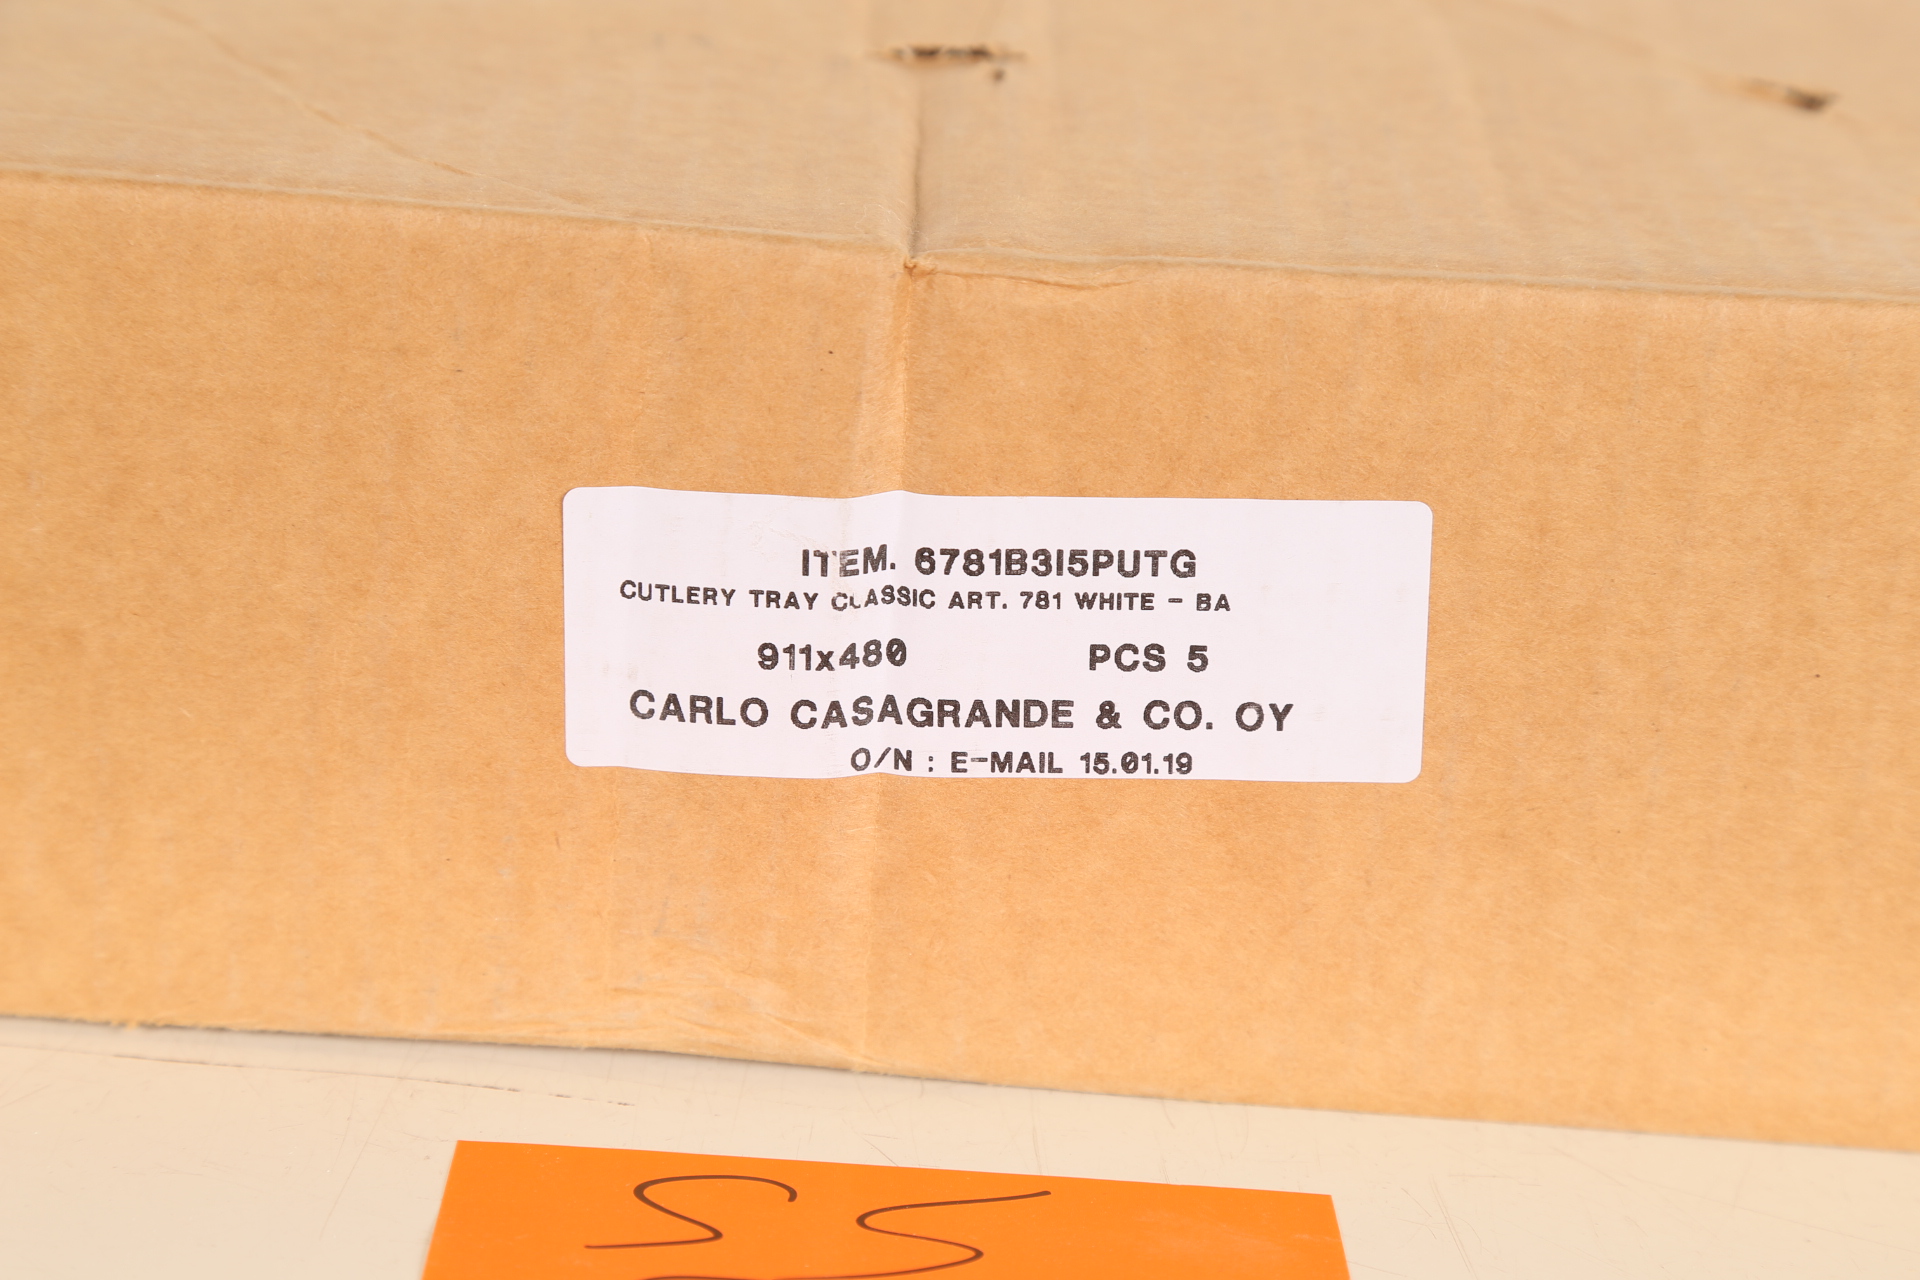 ITEM. 6781B3I5PUTG
CUTLERY TRAY CLASSIC ART. 781 WHITE - BA
911x480 PCS 5
CARLO CASAGRANDE & CO. OY
O/N : E-MAIL 15.01.19